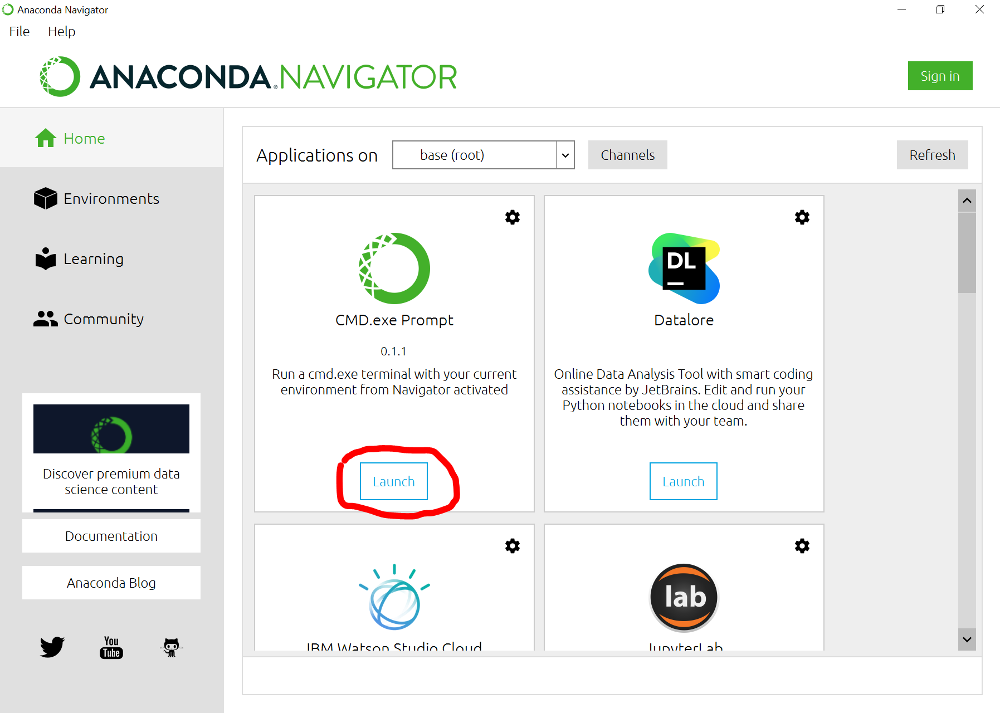 Anaconda Navigator
File Help
ANACONDA.NAVIGATOR
Sign in
Home
Environments
Learning
Community
Discover premium data
science content
Documentation
Anaconda Blog
You
Tube
Applications on base (root) Channels Refresh
CMD.exe Prompt
0.1.1
Run a cmd.exe terminal with your current
environment from Navigator activated
Launch
DL
Datalore
Online Data Analysis Tool with smart coding
assistance by JetBrains. Edit and run your
Python notebooks in the cloud and share
them with your team.
Launch
IBM Watson Studio Cloud
lab
JupyterLab